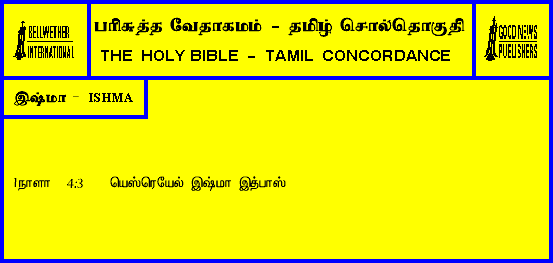 BELLWETHER
INTERNATIONAL
பரிசுத்த வேதாகமம் - தமிழ் சொல்தொகுதி
THE HOLY BIBLE - TAMIL CONCORDANCE
GOOD NEWS
PUBLISHERS
இஷ்மா - ISHMA
1நாளா 4:3 யெஸ்ரெயேல் இஷ்மா இத்பாஸ்